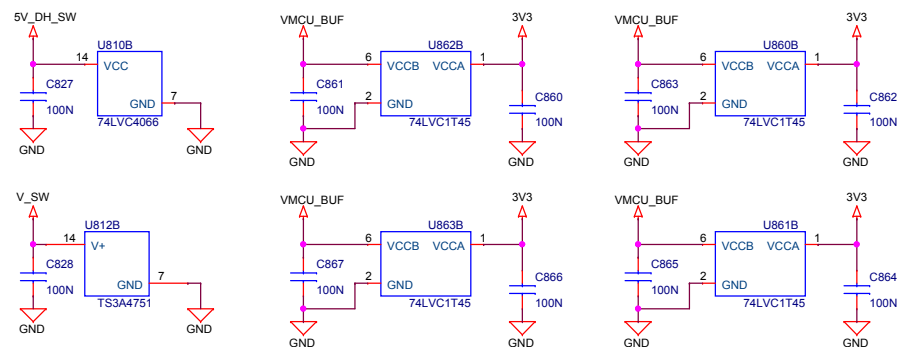 5V_DH_SW
U810B
14
VCC
C827
100N
GND
7
74LVC4066
GND
GND
VMCU_BUF
3V3
U862B
6
VCCB
VCCA
1
C861
100N
2
GND
C860
100N
74LVC1T45
GND
GND
VMCU_BUF
3V3
U860B
6
VCCB
VCCA
1
C863
100N
2
GND
C862
100N
74LVC1T45
GND
GND
V_SW
U812B
14
V+
C828
100N
GND
7
TS3A4751
GND
GND
VMCU_BUF
3V3
U863B
6
VCCB
VCCA
1
C867
100N
2
GND
C866
100N
74LVC1T45
GND
GND
VMCU_BUF
3V3
U861B
6
VCCB
VCCA
1
C865
100N
2
GND
C864
100N
74LVC1T45
GND
GND